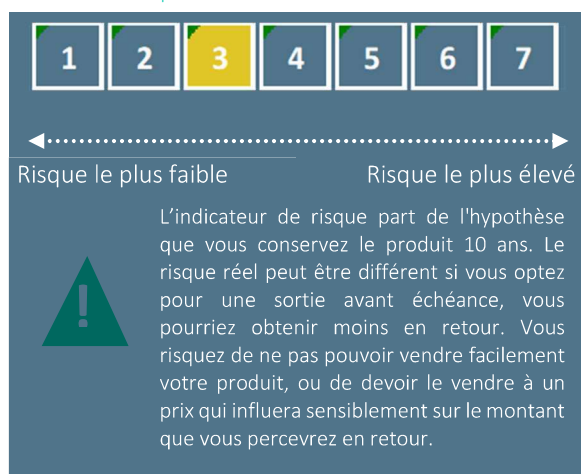 1 2 3 4 5 6 7
Risque le plus faible Risque le plus élevé
L’indicateur de risque part de l'hypothèse
que vous conservez le produit 10 ans. Le
risque réel peut être différent si vous optez
pour une sortie avant échéance, vous
pourriez obtenir moins en retour. Vous
risquez de ne pas pouvoir vendre facilement
votre produit, ou de devoir le vendre à un
prix qui influera sensiblement sur le montant
que vous percevrez en retour.
!